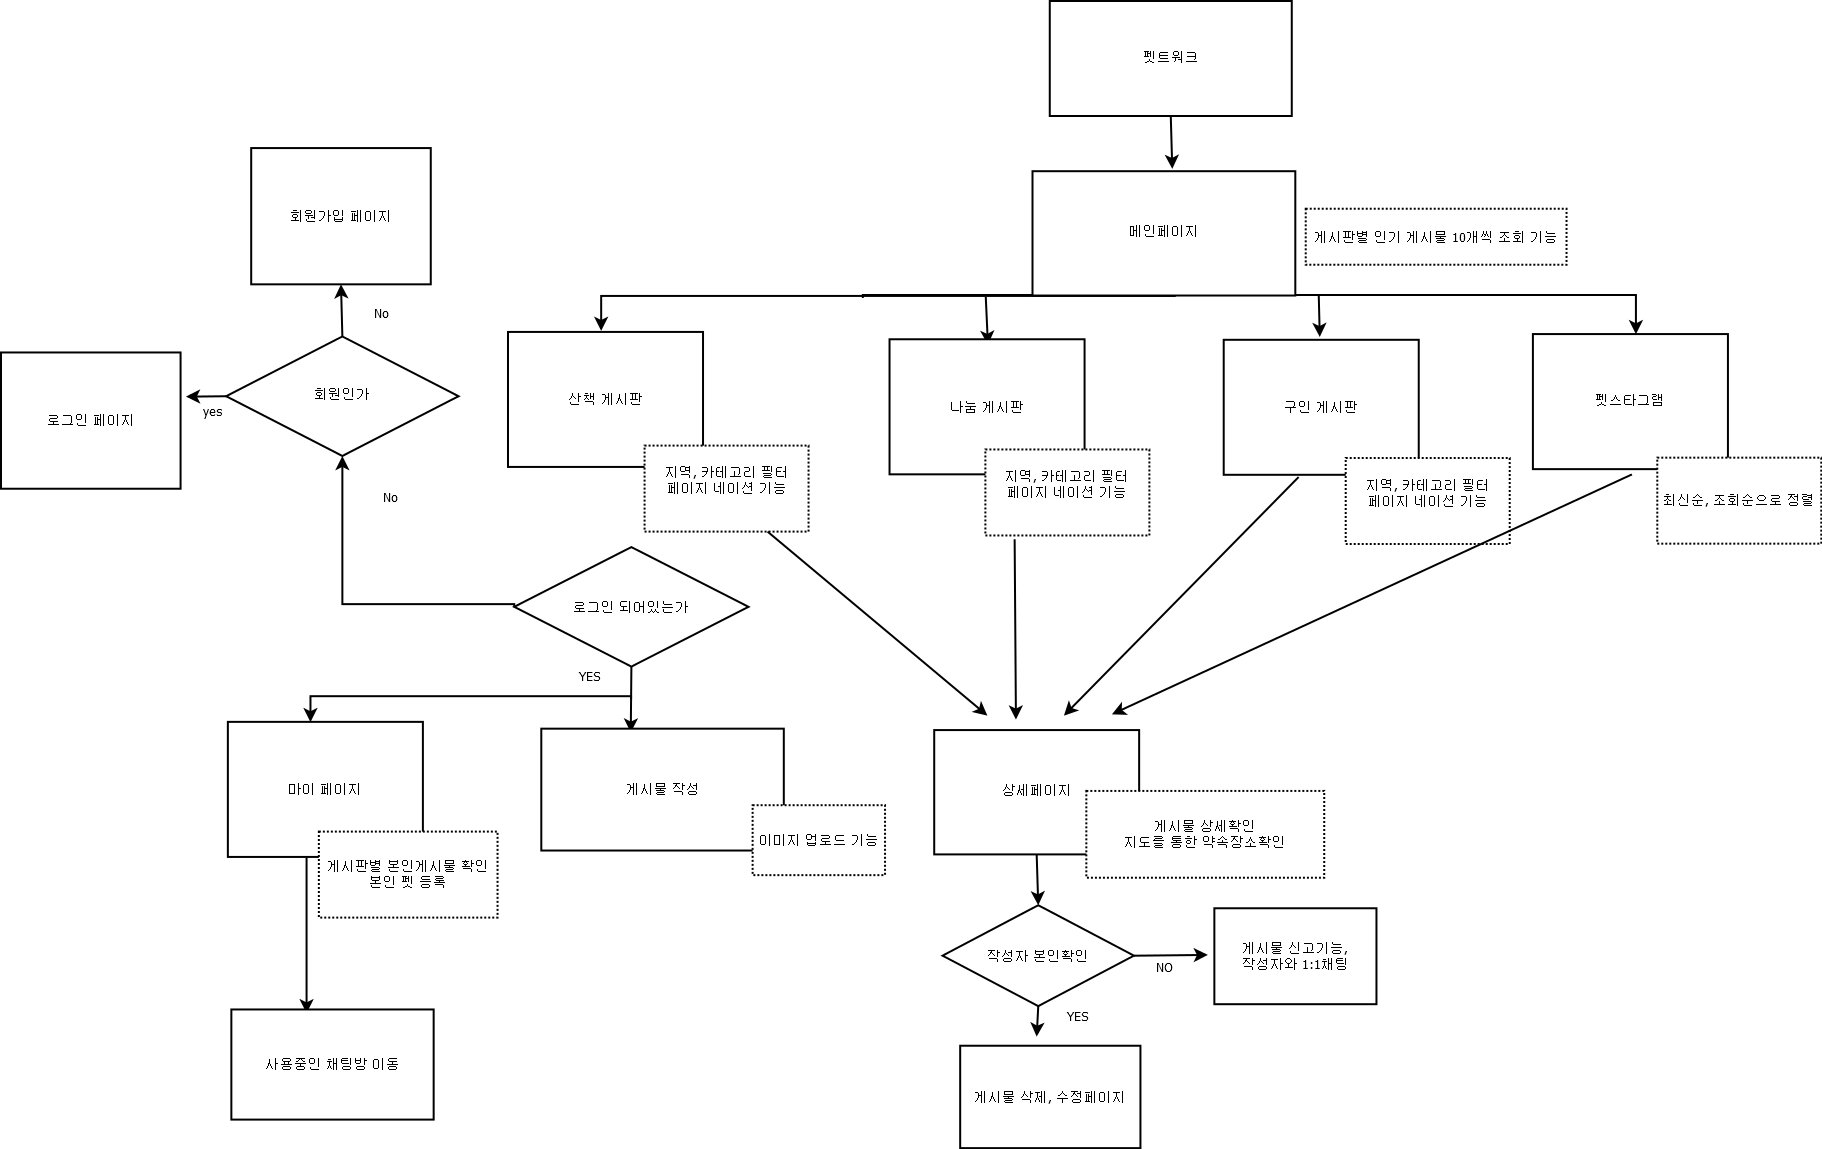 펫트워크
메인페이지
게시판별 인기 게시물 10개씩 조회 기능
회원가입 페이지
No
회원인가
yes
로그인 페이지
산책 게시판
지역, 카테고리 필터
페이지 네이션 기능
나눔 게시판
지역, 카테고리 필터
페이지 네이션 기능
구인 게시판
지역, 카테고리 필터
페이지 네이션 기능
펫스타그램
최신순, 조회순으로 정렬
No
로그인 되어있는가
YES
마이 페이지
게시판별 본인게시물 확인
본인 펫 등록
게시물 작성
이미지 업로드 기능
상세페이지
게시물 상세확인
지도를 통한 약속장소확인
작성자 본인확인
NO
게시물 신고기능,
작성자와 1:1채팅
YES
사용중인 채팅방 이동
게시물 삭제, 수정페이지